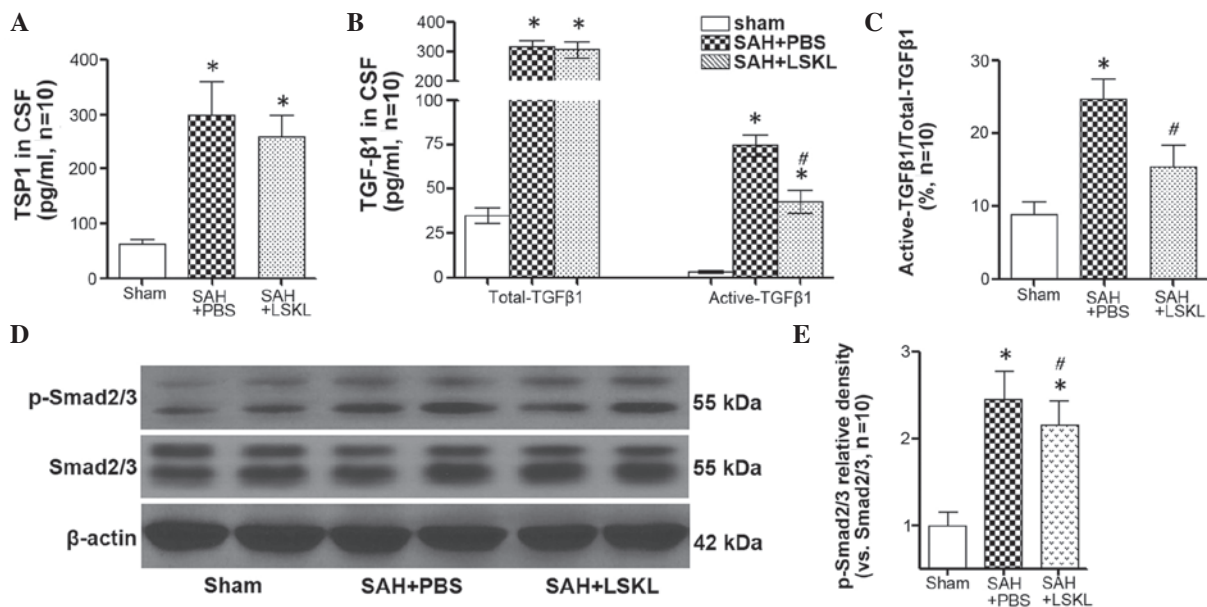 A
TSP1 in CSF
(pg/ml, n=10)
400
300
200
100
0
*
*
Sham
SAH
+PBS
SAH
+LSKL
B
TGF-β1 in CSF
(pg/ml, n=10)
400
300
200
100
75
50
25
0
*
*
*
#
*
sham
SAH+PBS
SAH+LSKL
Total-TGFβ1
Active-TGFβ1
C
Active-TGFβ1/Total-TGFβ1
(%, n=10)
30
20
10
0
*
#
Sham
SAH
+PBS
SAH
+LSKL
D
p-Smad2/3
55 kDa
Smad2/3
55 kDa
β-actin
42 kDa
Sham
SAH+PBS
SAH+LSKL
E
p-Smad2/3 relative density
(vs. Smad2/3, n=10)
3
2
1
*
#
*
Sham
SAH
+PBS
SAH
+LSKL